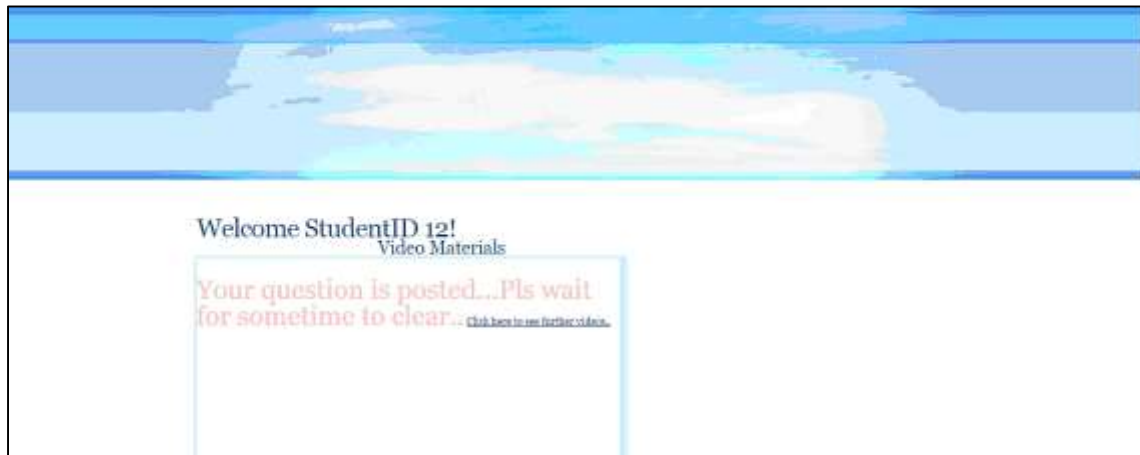 Welcome StudentID 12!
Video Materials
Your question is posted...Pls wait
for sometime to clear.. Click here to see further videos..